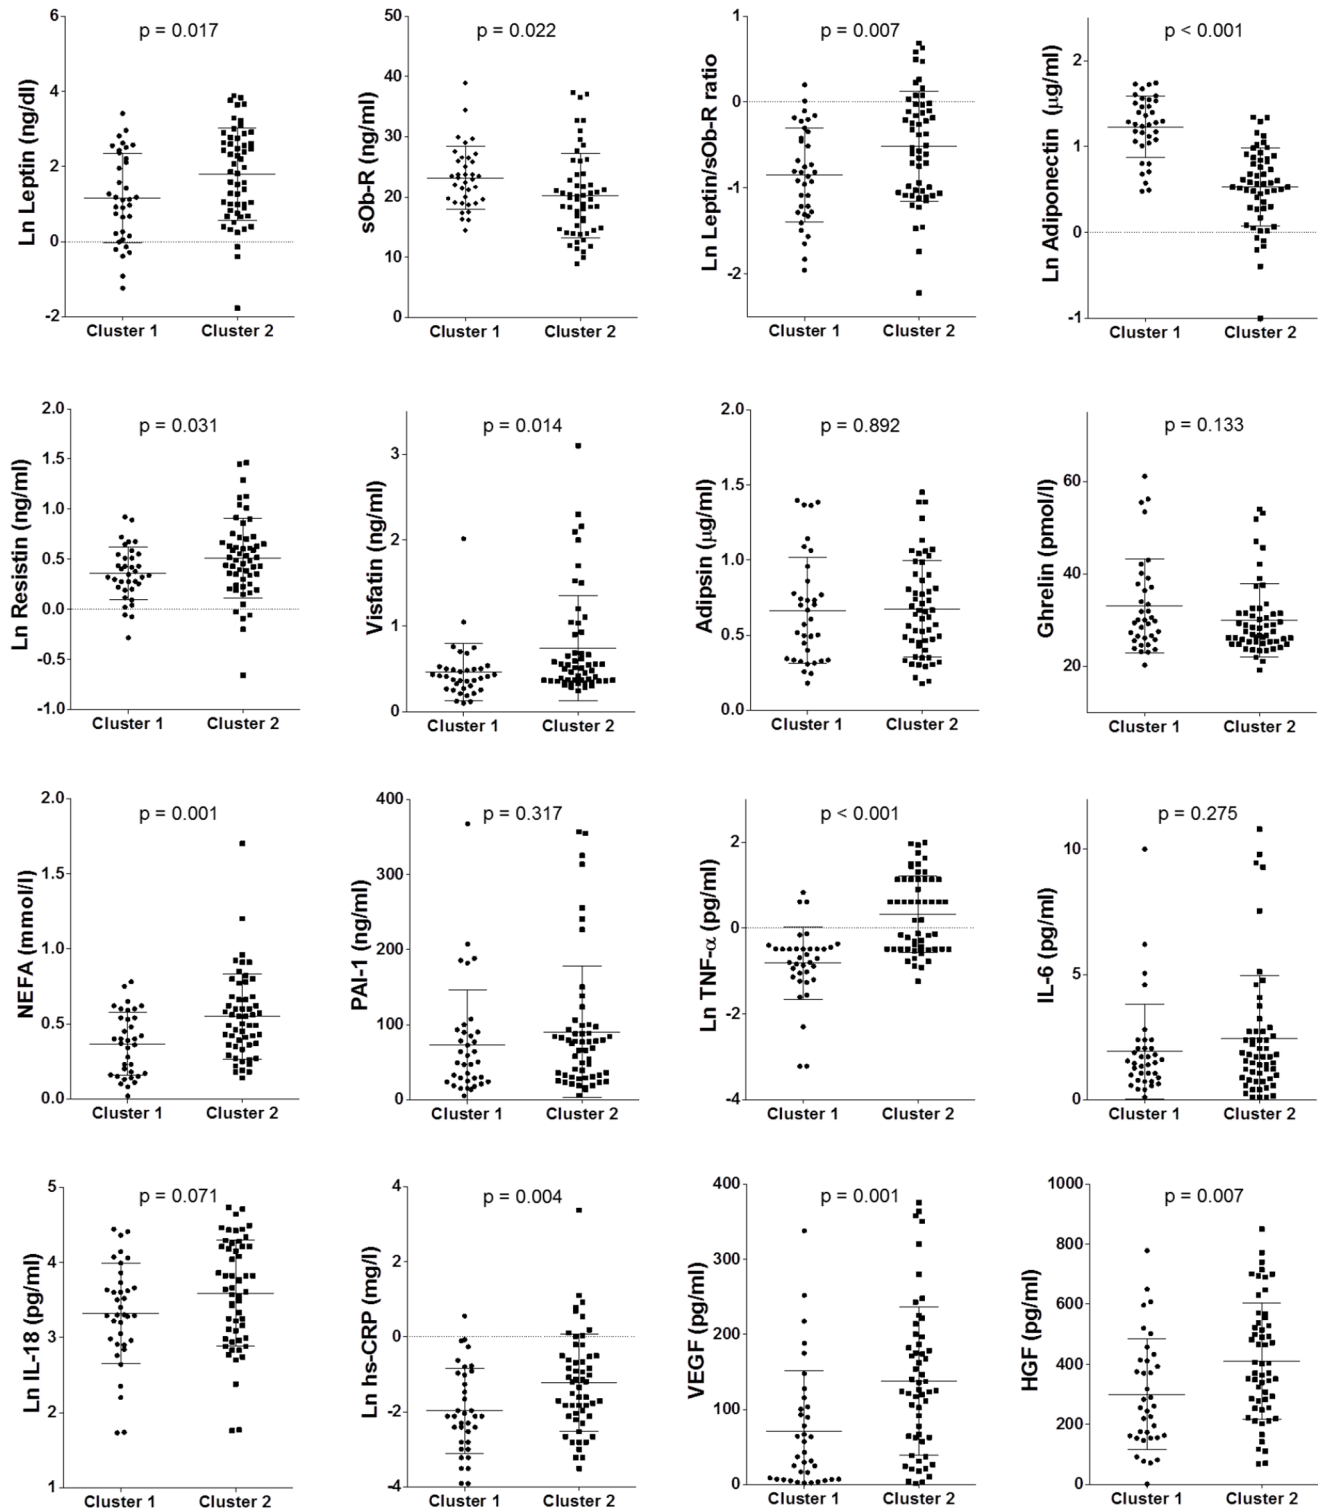 p = 0.017
Ln Leptin (ng/dl)
6
4
2
0
-2
Cluster 1 Cluster 2
p = 0.022
sOb-R (ng/ml)
50
40
30
20
10
0
Cluster 1 Cluster 2
p = 0.007
Ln Leptin/sOb-R ratio
1
0
-1
-2
Cluster 1 Cluster 2
p < 0.001
Ln Adiponectin (μg/ml)
2
1
0
-1
Cluster 1 Cluster 2
p = 0.031
Ln Resistin (ng/ml)
2.0
1.5
1.0
0.5
0.0
-0.5
-1.0
Cluster 1 Cluster 2
p = 0.014
Visfatin (ng/ml)
3
2
1
0
Cluster 1 Cluster 2
p = 0.892
Adipsin (μg/ml)
2.0
1.5
1.0
0.5
0.0
Cluster 1 Cluster 2
p = 0.133
Ghrelin (pmol/l)
60
40
20
Cluster 1 Cluster 2
p = 0.001
NEFA (mmol/l)
2.0
1.5
1.0
0.5
0.0
Cluster 1 Cluster 2
p = 0.317
PAI-1 (ng/ml)
400
300
200
100
0
Cluster 1 Cluster 2
p < 0.001
Ln TNF-α (pg/ml)
2
0
-2
-4
Cluster 1 Cluster 2
p = 0.275
IL-6 (pg/ml)
10
5
0
Cluster 1 Cluster 2
p = 0.071
Ln IL-18 (pg/ml)
5
4
3
2
1
Cluster 1 Cluster 2
p = 0.004
Ln hs-CRP (mg/l)
4
2
0
-2
-4
Cluster 1 Cluster 2
p = 0.001
VEGF (pg/ml)
400
300
200
100
0
Cluster 1 Cluster 2
p = 0.007
HGF (pg/ml)
1000
800
600
400
200
0
Cluster 1 Cluster 2